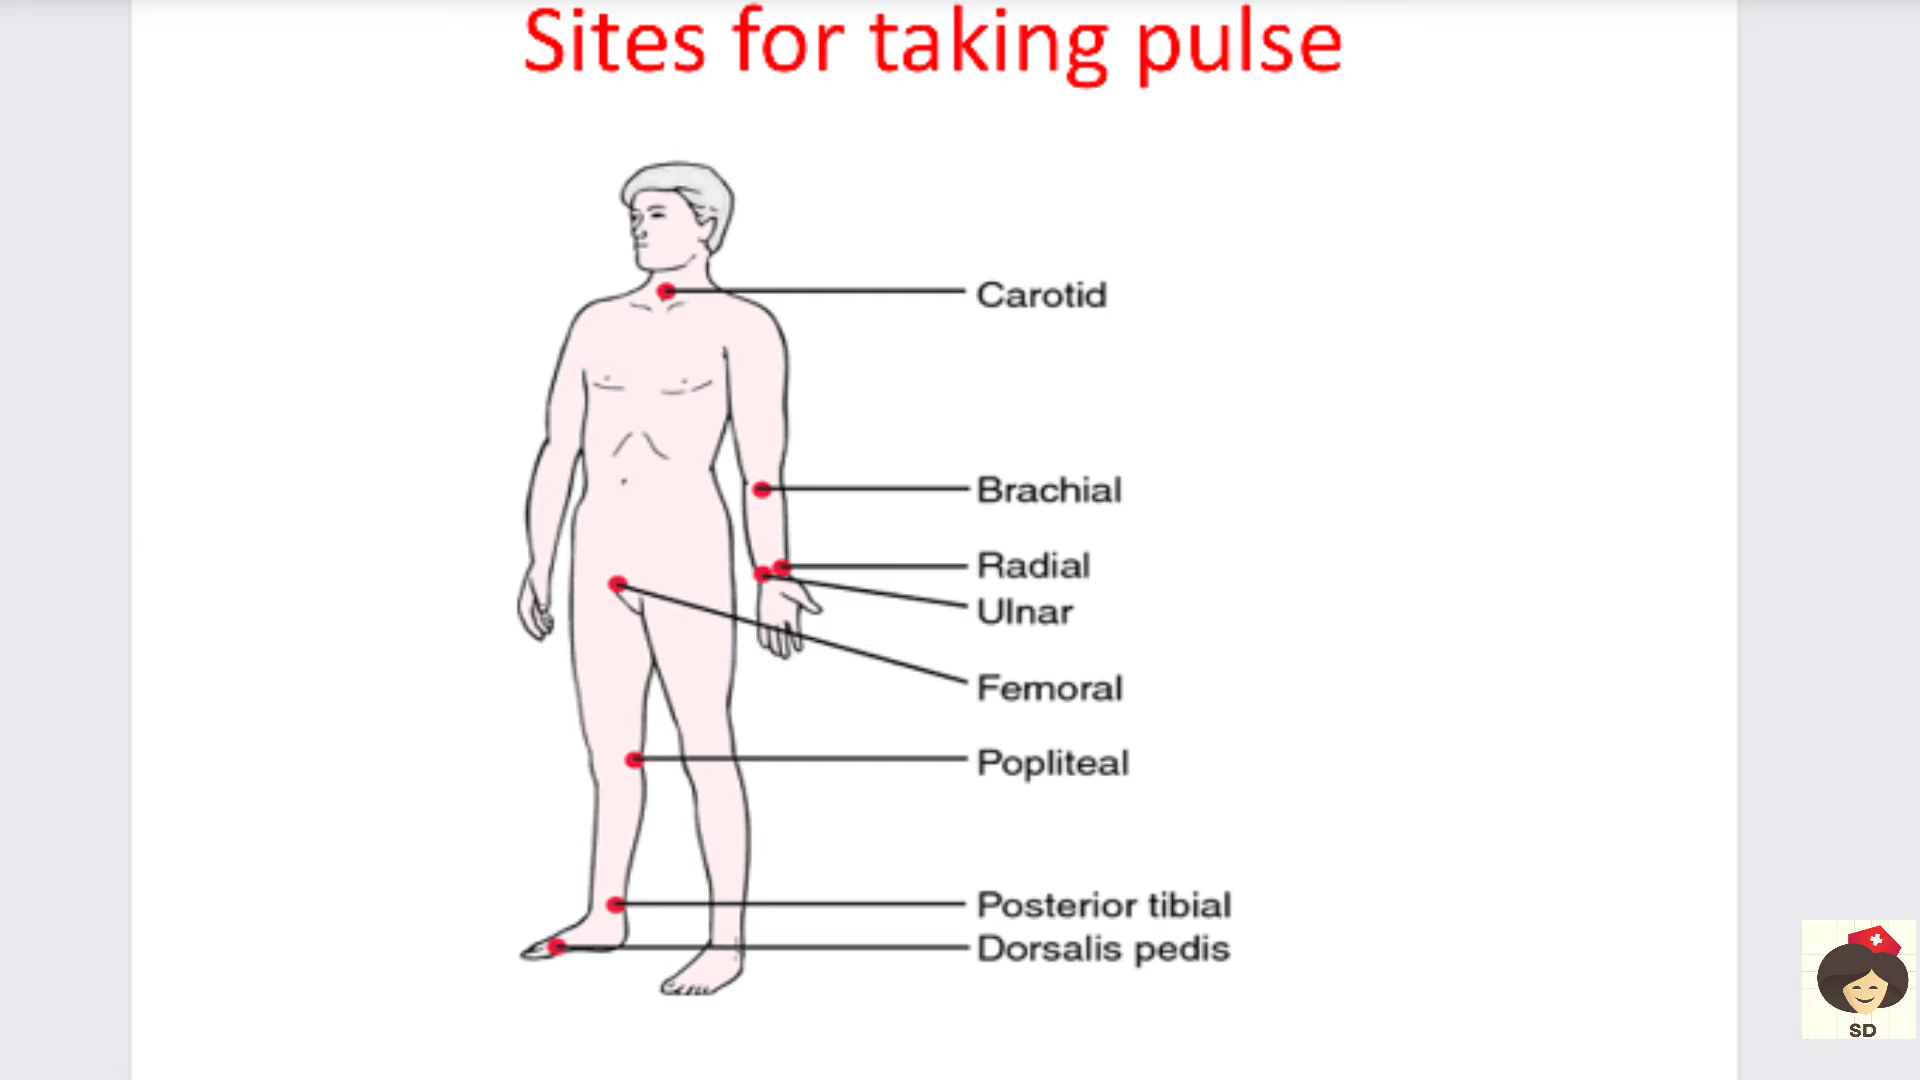 Sites for taking pulse
Carotid
Brachial
Radial
Ulnar
Femoral
Popliteal
Posterior tibial
Dorsalis pedis
SD